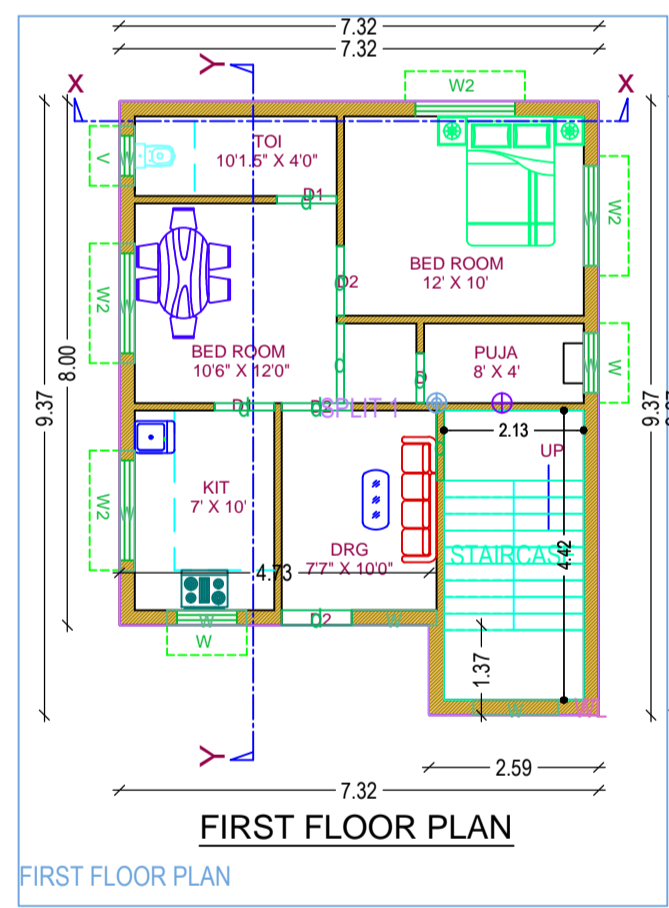 7.32
7.32
Y
X
X
W2
V
TOI
10'1.5" X 4'0"
D1
d
W2
W2
BED ROOM
12' X 10'
D2
BED ROOM
10'6" X 12'0"
PUJA
8' X 4'
W
d
D
8.00
9.37
9.37
d
D2
SPLIT 1
2.13
UP
W2
KIT
7' X 10'
DRG
7'7" X 10'0"
4.73
STAIRCASE
4.42
W
W
D2
W
1.37
W
Y
2.59
7.32
FIRST FLOOR PLAN
FIRST FLOOR PLAN